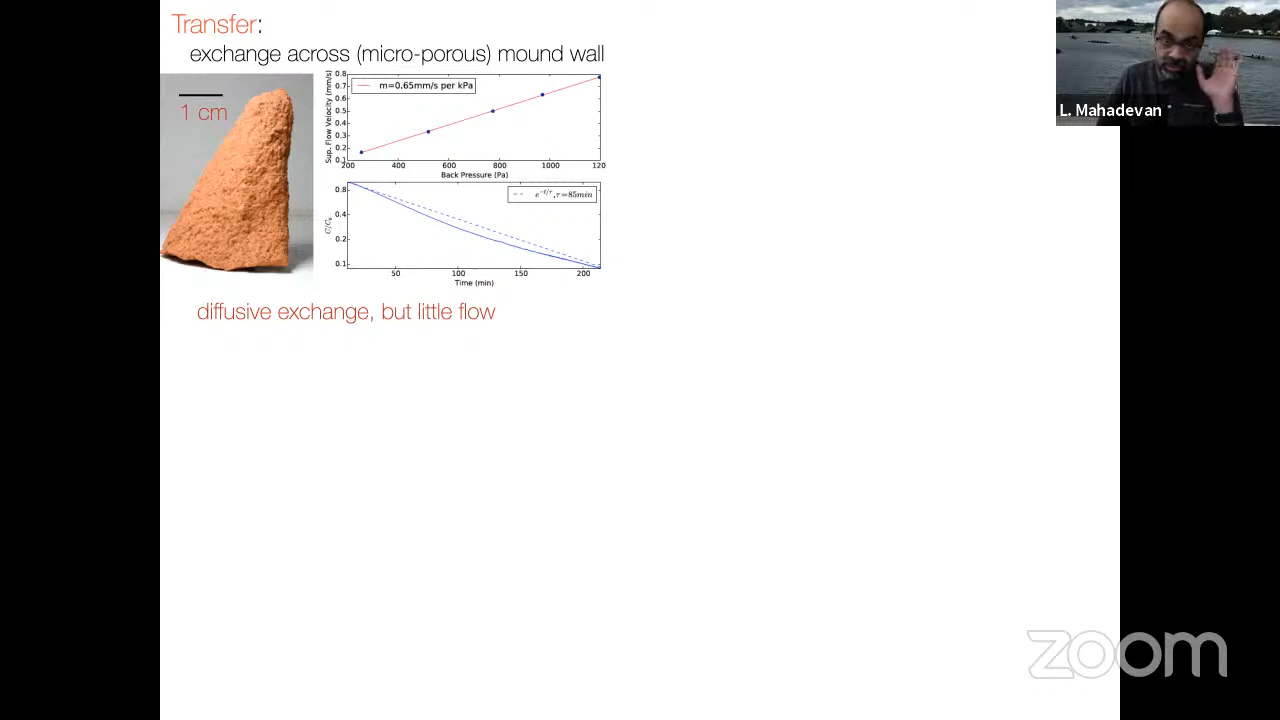 Transfer:
exchange across (micro-porous) mound wall
1 cm
Sup. Flow Velocity (mm/s)
0.8
0.7
0.6
0.5
0.4
0.3
0.2
0.1
m=0.65mm/s per kPa
200 400 600 800 1000 120
Back Pressure (Pa)
C/C₀
0.8
0.4
0.2
0.1
e^{-t/τ}, τ=85min
50 100 150 200
Time (min)
diffusive exchange, but little flow
L. Mahadevan
zoom